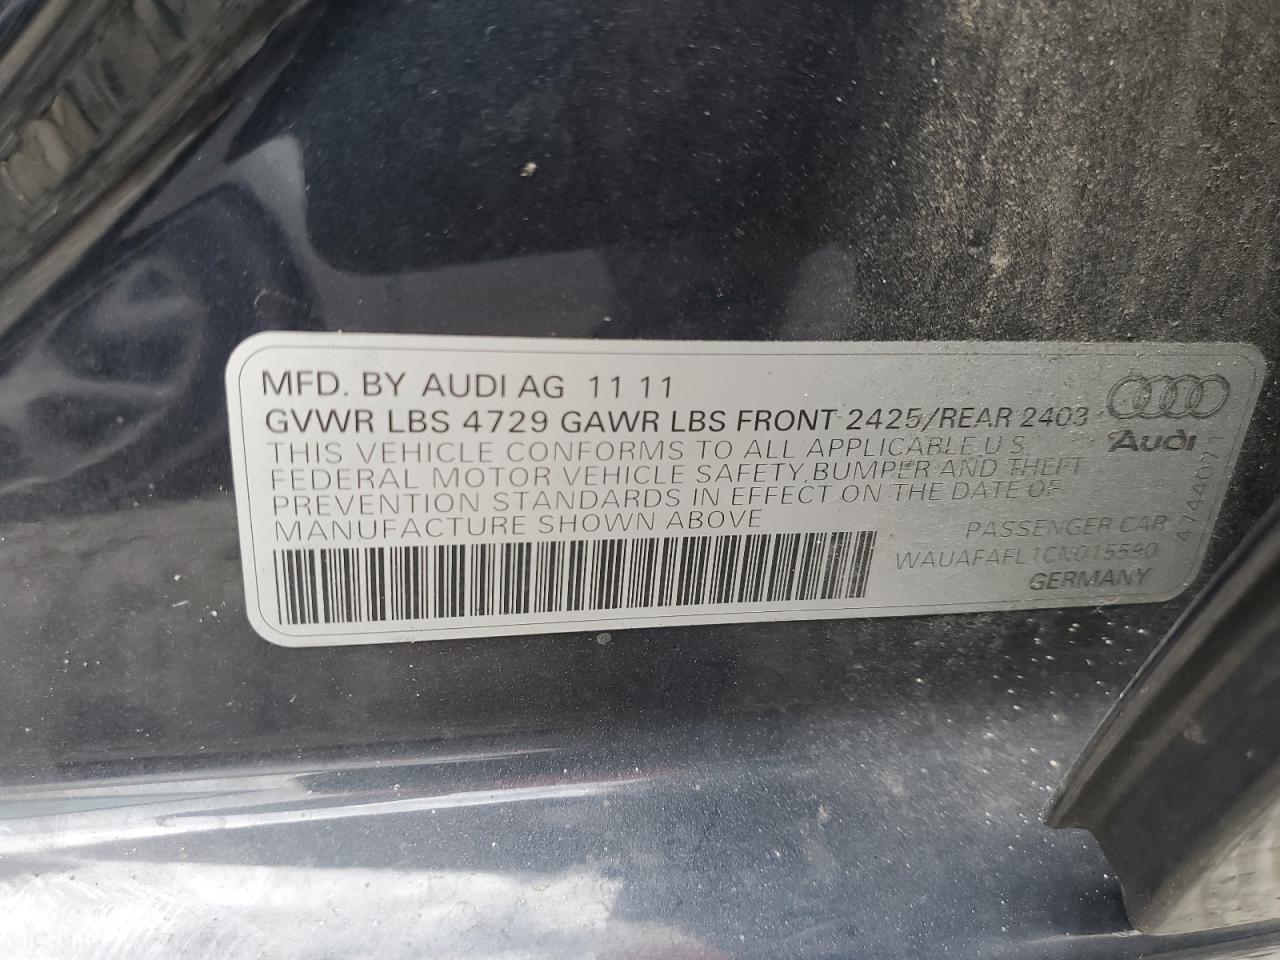 MFD. BY AUDI AG 11 11
GVWR LBS 4729 GAWR LBS FRONT 2425/REAR 2403
THIS VEHICLE CONFORMS TO ALL APPLICABLE U S
FEDERAL MOTOR VEHICLE SAFETY, BUMPER AND THEFT
PREVENTION STANDARDS IN EFFECT ON THE DATE OF
MANUFACTURE SHOWN ABOVE
Audi
PASSENGER CAR
WAUAFAFL1CN015590
GERMANY
47444071